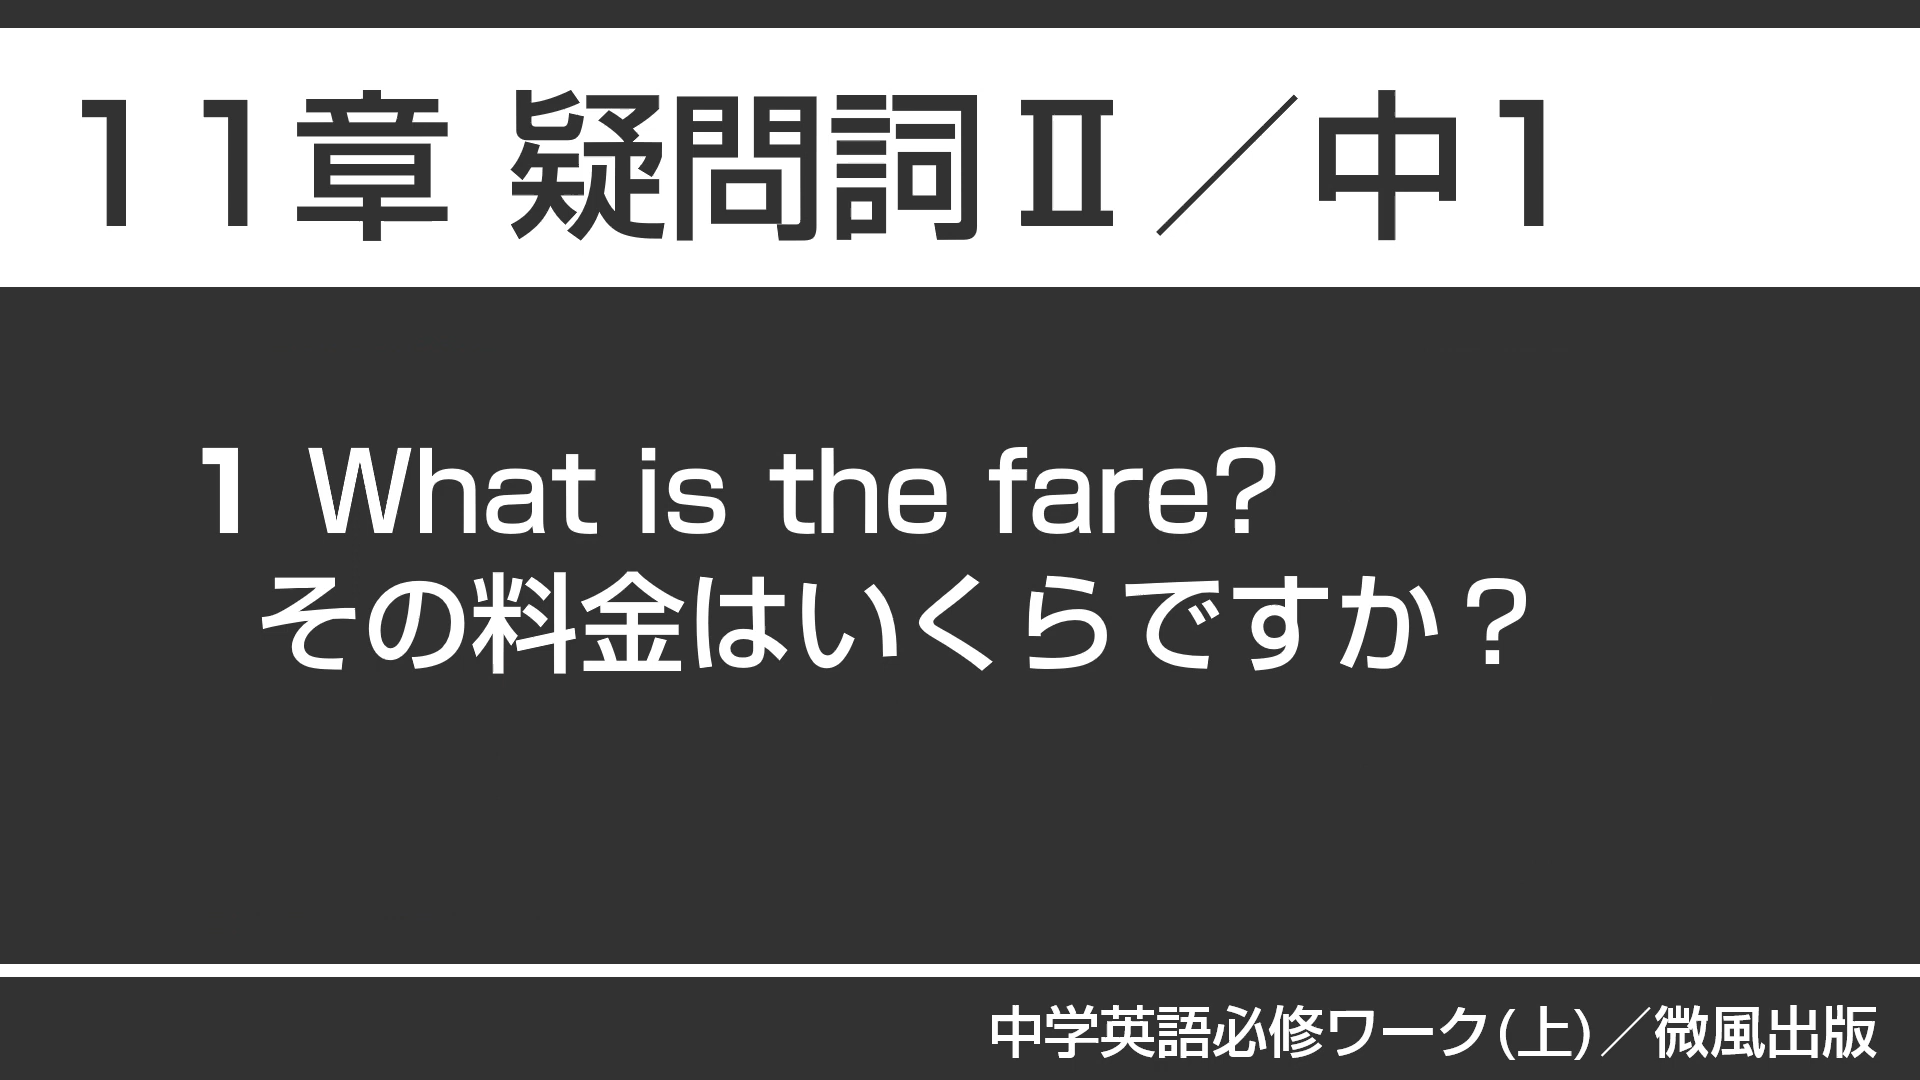 11章 疑問詞Ⅱ／中1
1 What is the fare?
その料金はいくらですか？
中学英語必修ワーク(上)／微風出版